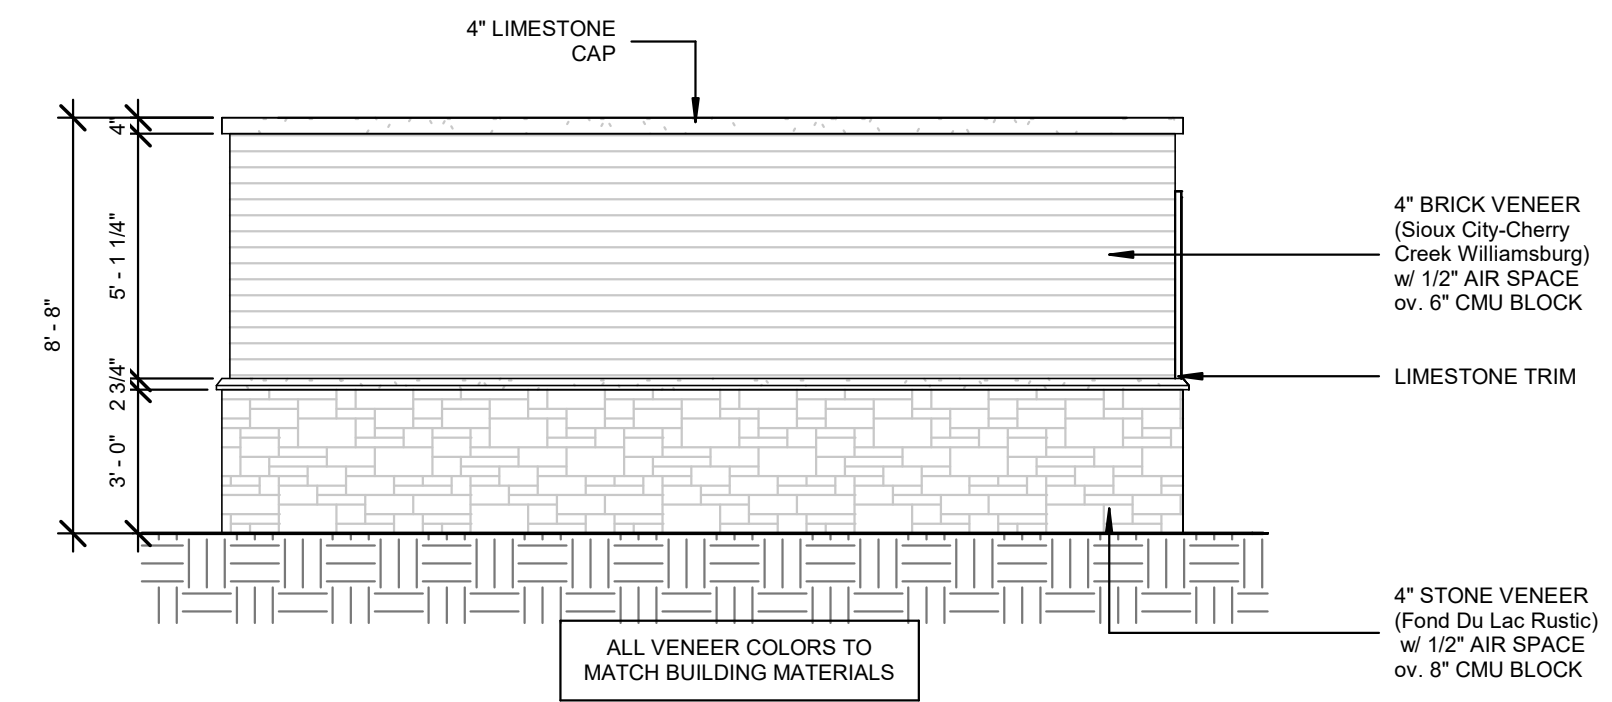 4" LIMESTONE
CAP
4"
5' - 1 1/4"
8' - 8"
2 3/4"
3' - 0"
4" BRICK VENEER
(Sioux City-Cherry
Creek Williamsburg)
w/ 1/2" AIR SPACE
ov. 6" CMU BLOCK
LIMESTONE TRIM
4" STONE VENEER
(Fond Du Lac Rustic)
w/ 1/2" AIR SPACE
ov. 8" CMU BLOCK
ALL VENEER COLORS TO
MATCH BUILDING MATERIALS